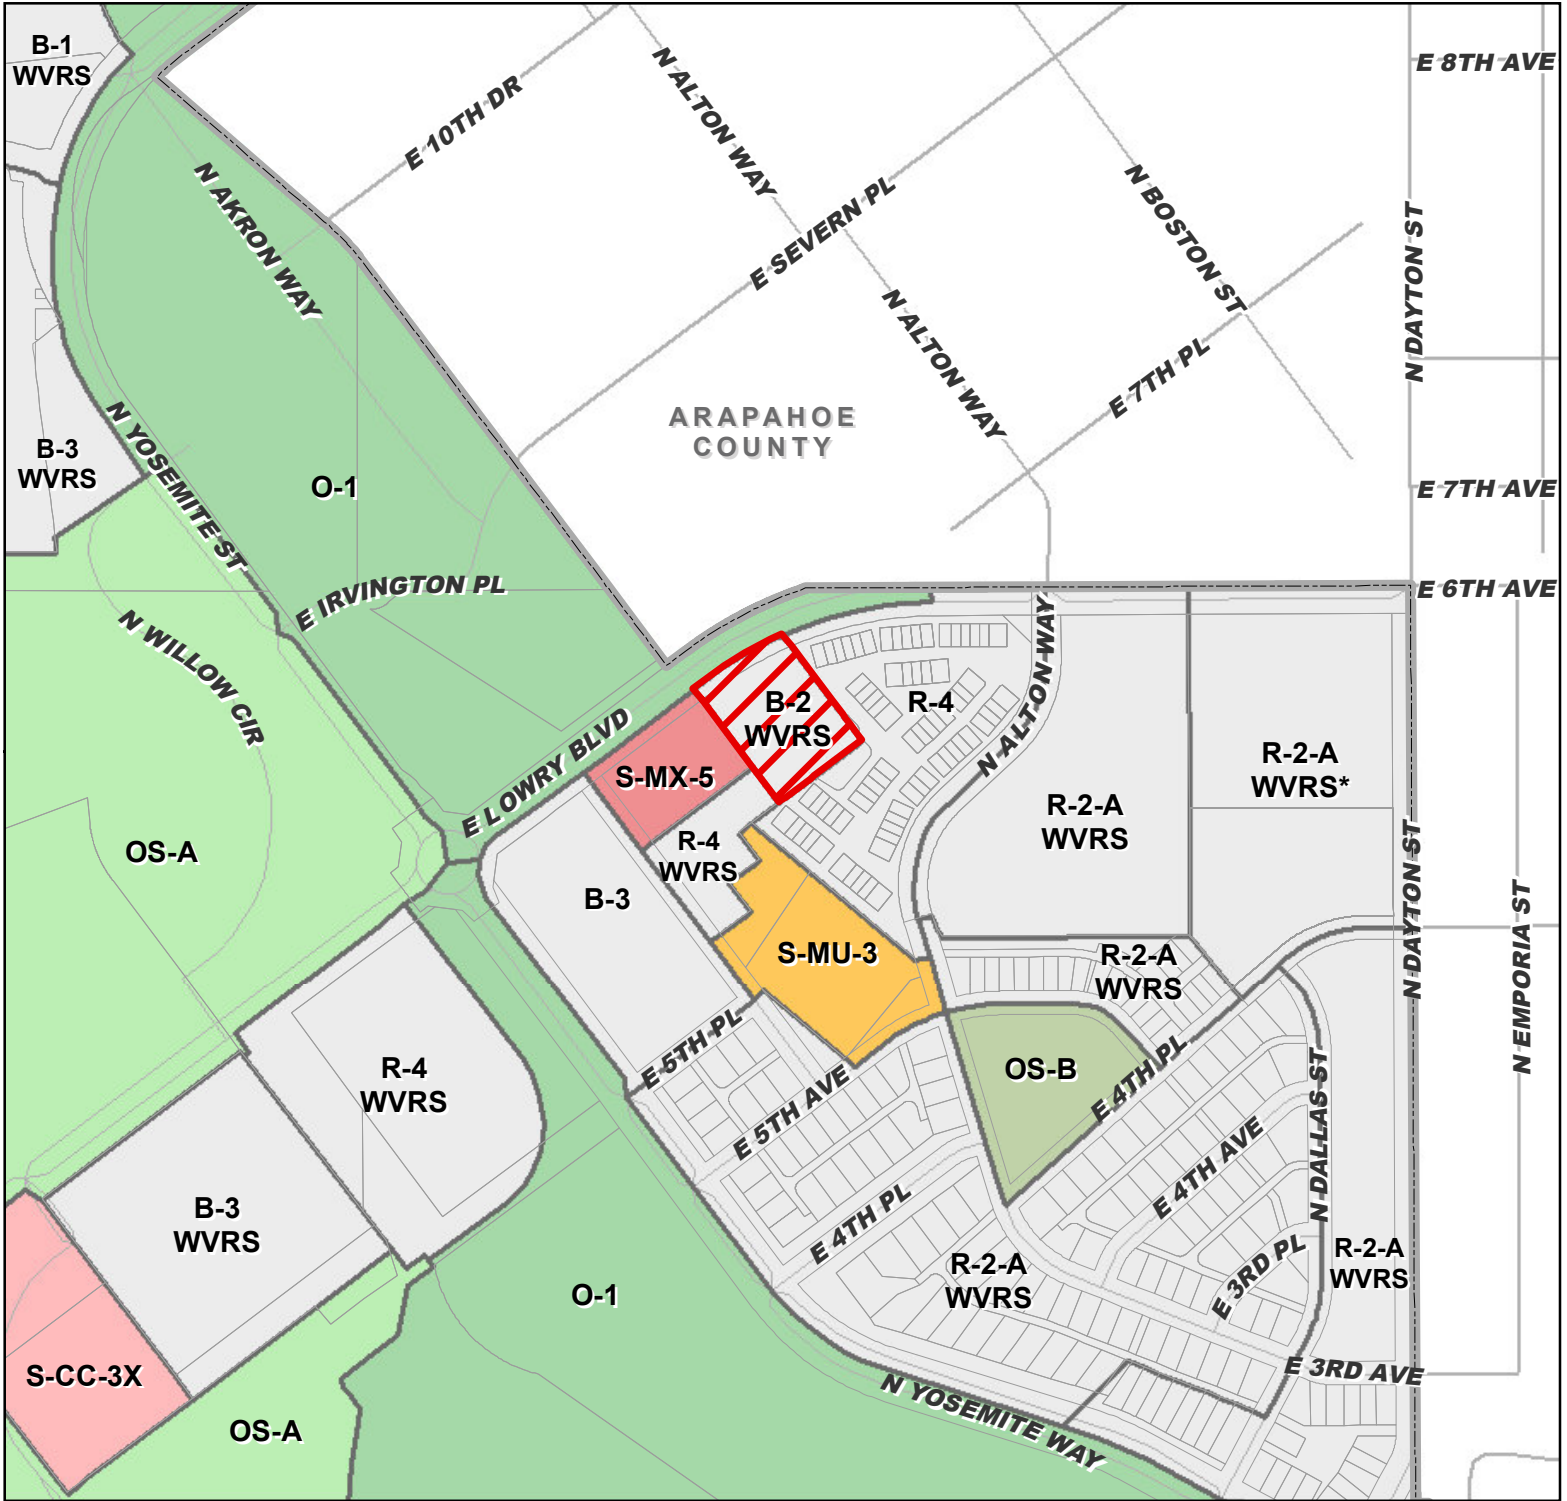 B-1
WVRS
E 8TH AVE
E 10TH DR
N ALTON WAY
N AKRON WAY
E SEVERN PL
N BOSTON ST
N DAYTON ST
N ALTON WAY
E 7TH PL
ARAPAHOE
COUNTY
B-3
WVRS
N YOSEMITE ST
O-1
E 7TH AVE
E IRVINGTON PL
E 6TH AVE
N WILLOW CIR
N ALTON WAY
B-2
WVRS
R-4
E LOWRY BLVD
S-MX-5
R-2-A
WVRS*
R-2-A
WVRS
OS-A
R-4
WVRS
B-3
N DAYTON ST
S-MU-3
R-2-A
WVRS
N EMPORIA ST
E 5TH PL
R-4
WVRS
OS-B
E 4TH PL
E 5TH AVE
N DALLAS ST
E 4TH AVE
B-3
WVRS
E 4TH PL
R-2-A
WVRS
E 3RD PL
R-2-A
WVRS
O-1
S-CC-3X
E 3RD AVE
OS-A
N YOSEMITE WAY